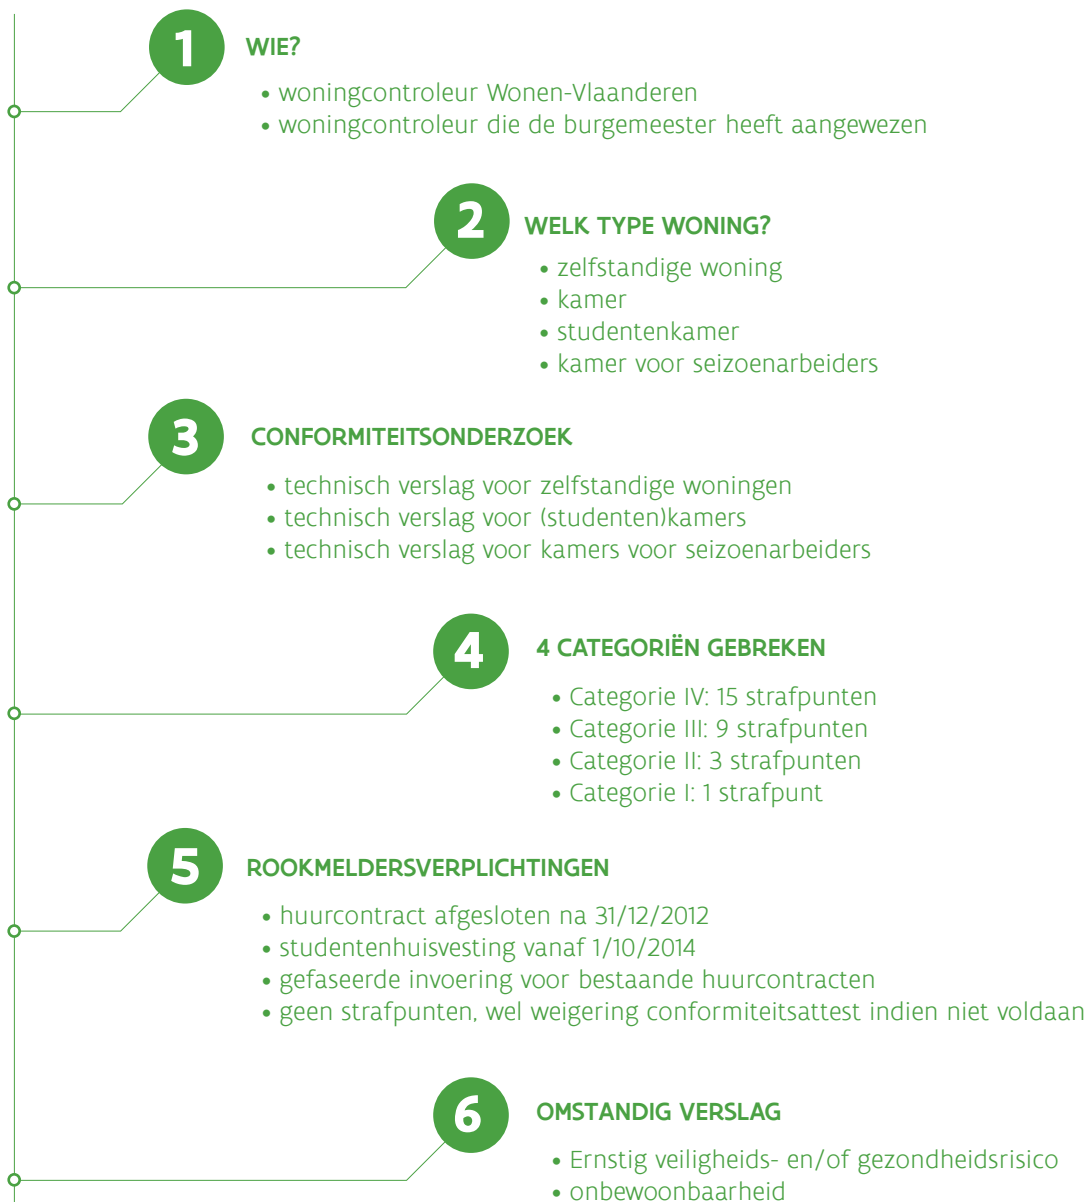 1
WIE?
• woningcontroleur Wonen-Vlaanderen
• woningcontroleur die de burgemeester heeft aangewezen
2
WELK TYPE WONING?
• zelfstandige woning
• kamer
• studentenkamer
• kamer voor seizoenarbeiders
3
CONFORMITEITSONDERZOEK
• technisch verslag voor zelfstandige woningen
• technisch verslag voor (studenten)kamers
• technisch verslag voor kamers voor seizoenarbeiders
4
4 CATEGORIËN GEBREKEN
• Categorie IV: 15 strafpunten
• Categorie III: 9 strafpunten
• Categorie II: 3 strafpunten
• Categorie I: 1 strafpunt
5
ROOKMELDERSVERPLICHTINGEN
• huurcontract afgesloten na 31/12/2012
• studentenhuisvesting vanaf 1/10/2014
• gefaseerde invoering voor bestaande huurcontracten
• geen strafpunten, wel weigering conformiteitsattest indien niet voldaan
6
OMSTANDIG VERSLAG
• Ernstig veiligheids- en/of gezondheidsrisico
• onbewoonbaarheid